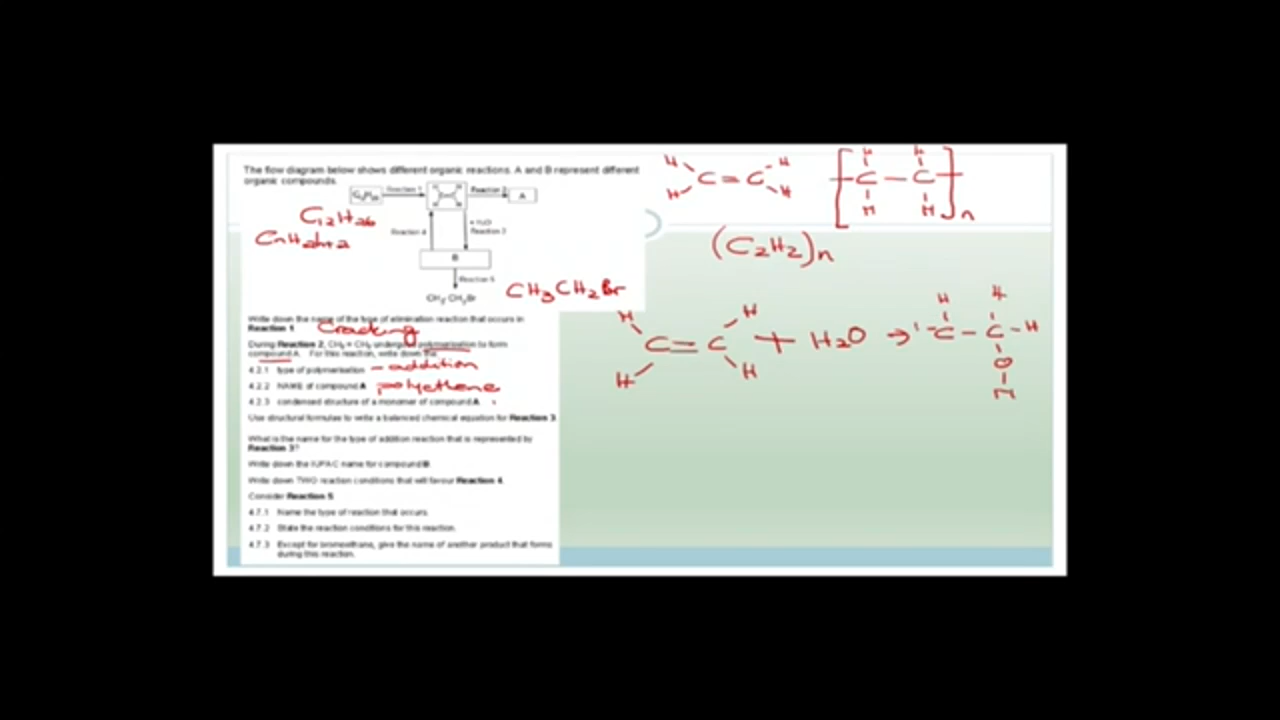 The flow diagram below shows different organic reactions. A and B represent different
organic compounds.
Reaction 1
Reaction 2
A
C12H26
CnH2n+2
+ H2O
Reaction 3
Reaction 4
B
Reaction 5
CH3 CH2Br
CH3CH2Br
H H
C = C
H H
H H
C — C
H H
n
(C2H2)n
Write down the name of the type of elimination reaction that occurs in
Reaction 1
Cracking
During Reaction 2, CH2 = CH2 undergoes polymerisation to form
compound A. For this reaction, write down the:
4.2.1 type of polymerisation – addition
4.2.2 NAME of compound A polyethene
4.2.3 condensed structure of a monomer of compound A
Use structural formulae to write a balanced chemical equation for Reaction 3
What is the name for the type of addition reaction that is represented by
Reaction 3?
Write down the IUPAC name for compound B
Write down TWO reaction conditions that will favour Reaction 4.
Consider Reaction 5
4.7.1 Name the type of reaction that occurs.
4.7.2 State the reaction conditions for this reaction.
4.7.3 Except for bromoethane, give the name of another product that forms
during this reaction.
H H H H
C = C + H2O → C – C – H
H H O
H